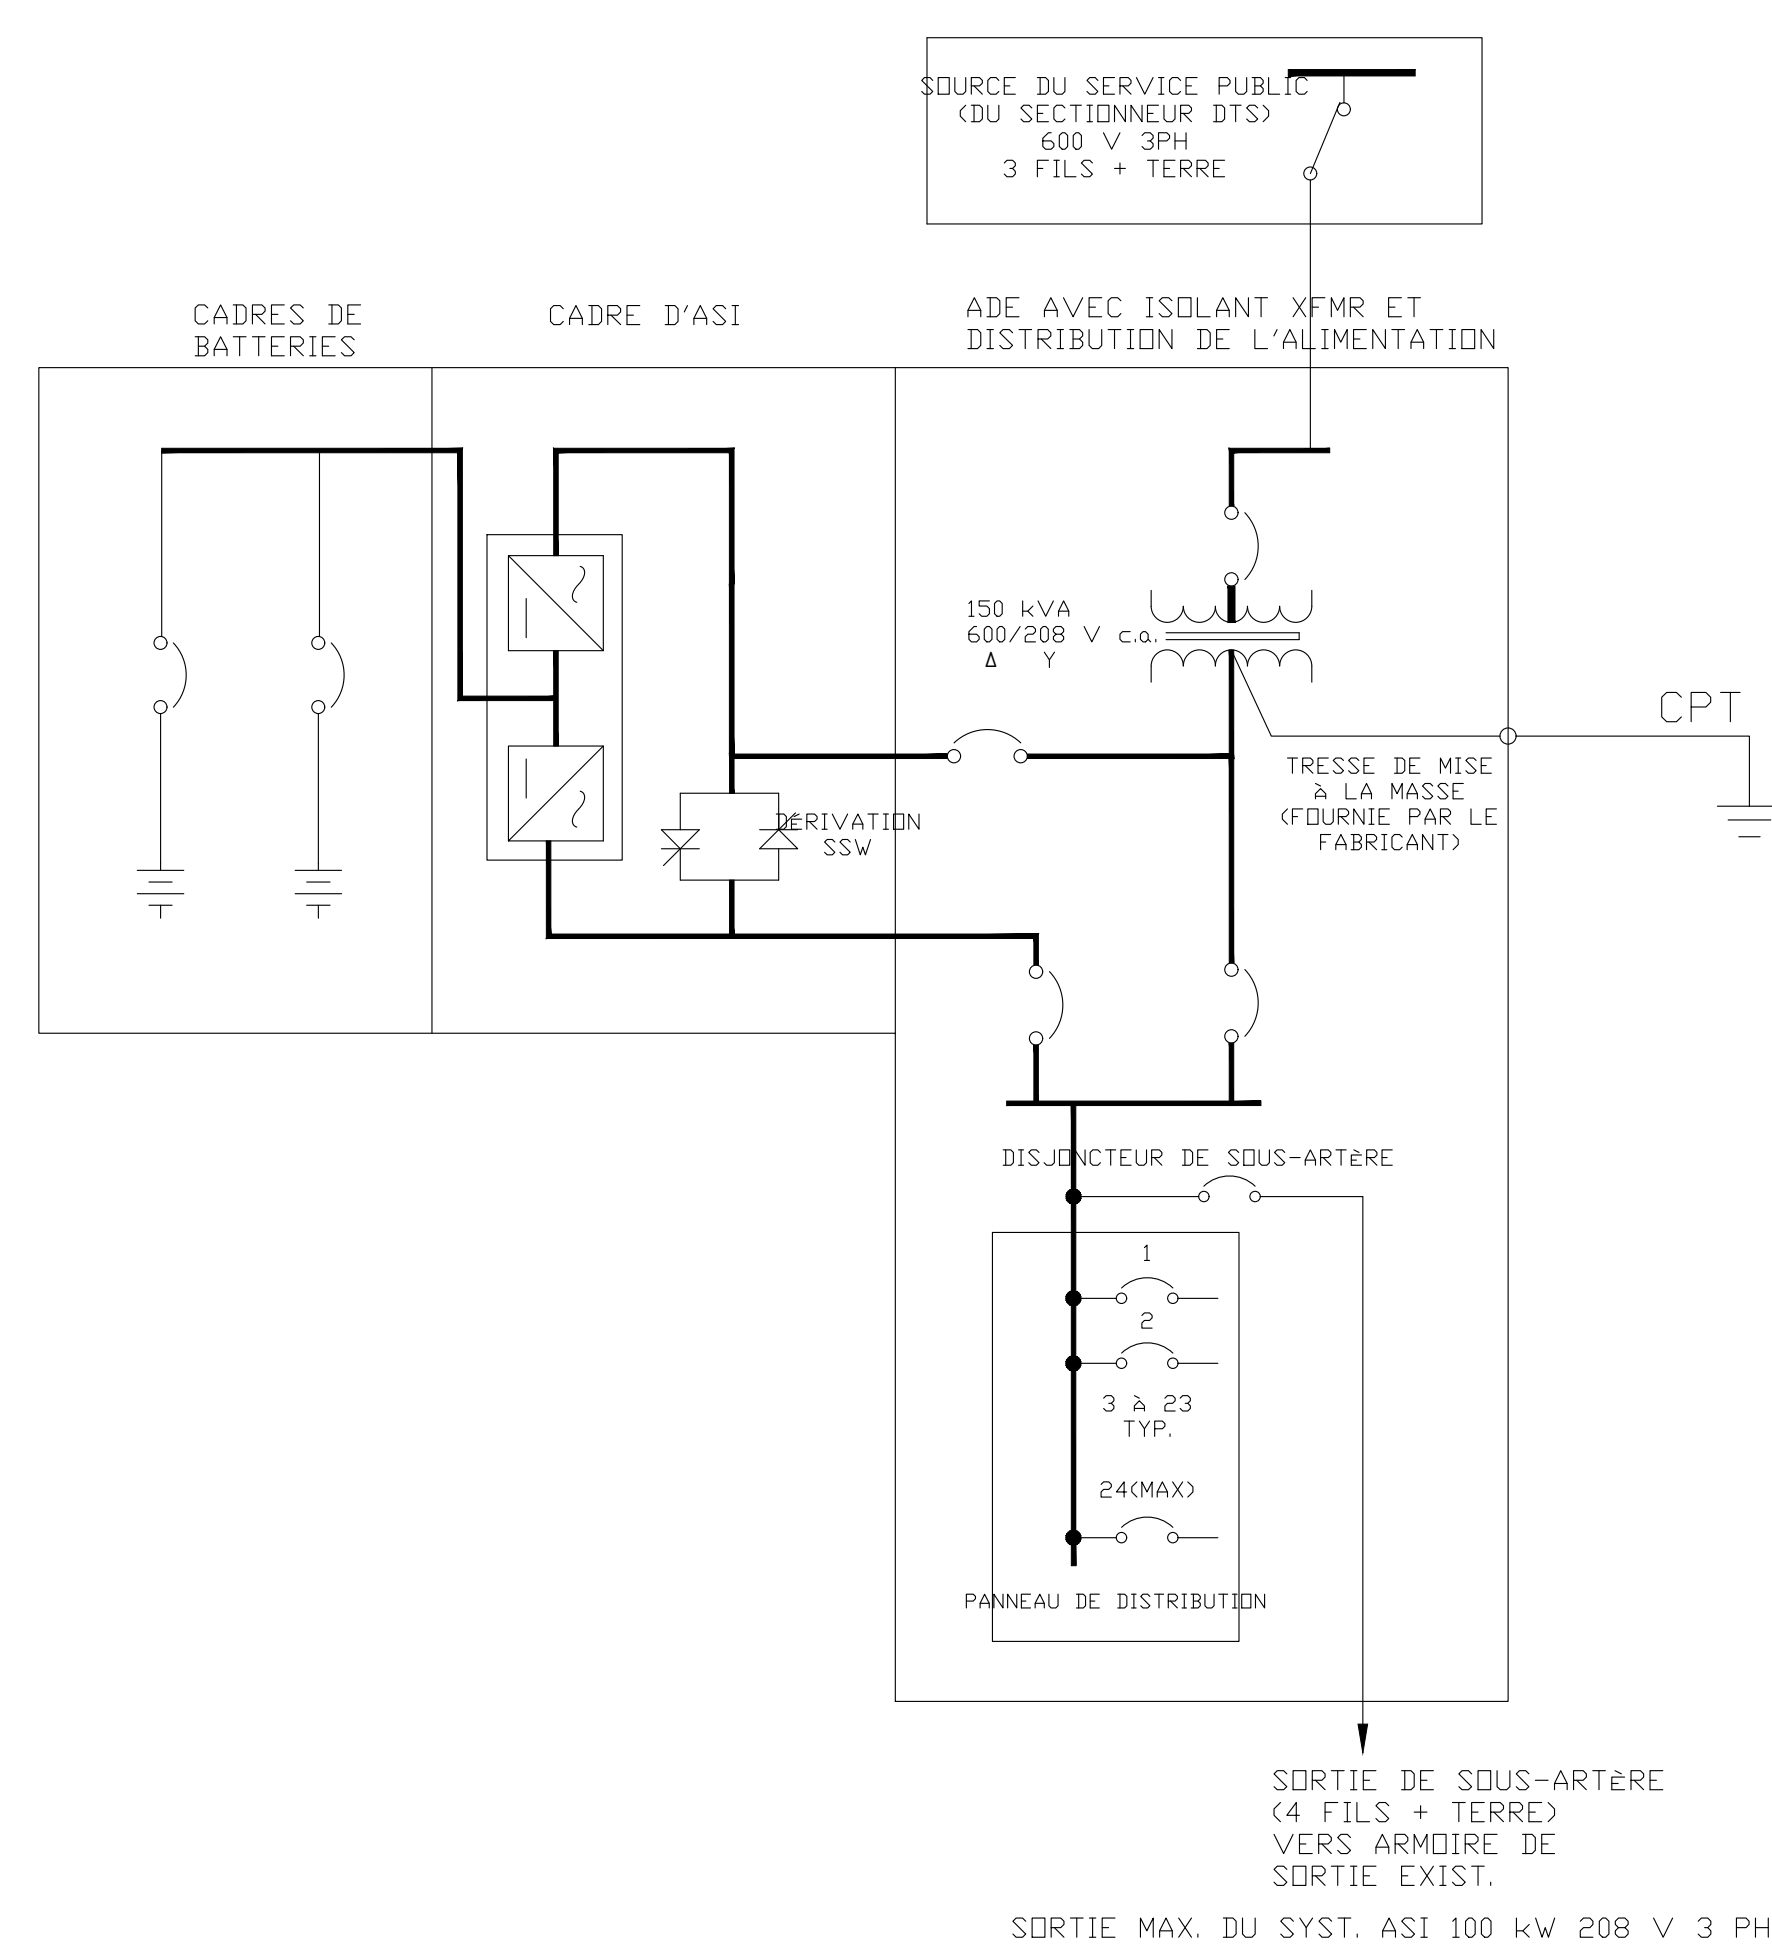 SOURCE DU SERVICE PUBLIC
(DU SECTIONNEUR DTS)
600 V 3PH
3 FILS + TERRE
CADRES DE
BATTERIES
CADRE D'ASI
ADE AVEC ISOLANT XFMR ET
DISTRIBUTION DE L'ALIMENTATION
150 kVA
600/208 V c.a.
Δ Y
CPT
TRESSE DE MISE
à LA MASSE
(FOURNIE PAR LE
FABRICANT)
DÉRIVATION
SSW
DISJONCTEUR DE SOUS-ARTÈRE
1
2
3 à 23
TYP.
24(MAX)
PANNEAU DE DISTRIBUTION
SORTIE DE SOUS-ARTÈRE
(4 FILS + TERRE)
VERS ARMOIRE DE
SORTIE EXIST.
SORTIE MAX. DU SYST. ASI 100 kW 208 V 3 PH